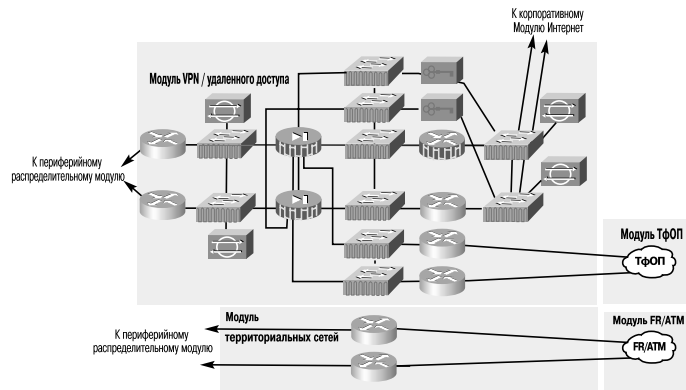 К корпоративному
Модулю Интернет
Модуль VPN / удаленного доступа
К периферийному
распределительному модулю
Модуль ТфОП
ТфОП
Модуль
территориальных сетей
К периферийному
распределительному модулю
Модуль FR/ATM
FR/ATM